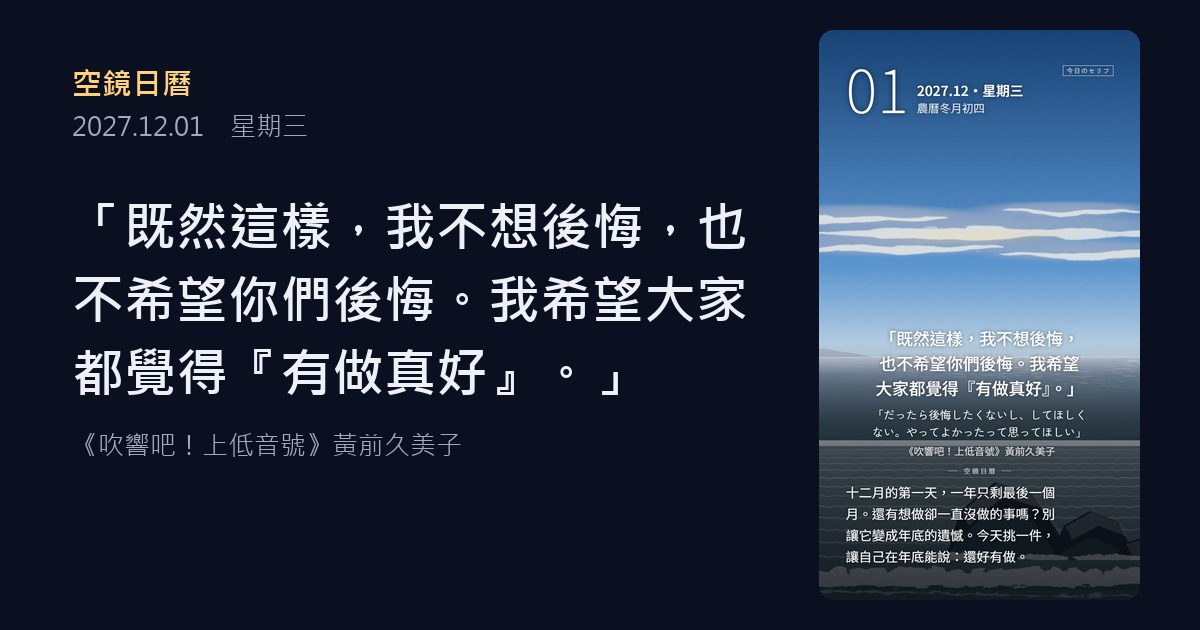 空鏡日曆
2027.12.01 星期三
「既然這樣，我不想後悔，也
不希望你們後悔。我希望大家
都覺得『有做真好』。」
《吹響吧！上低音號》黃前久美子
01
2027.12・星期三
農曆冬月初四
今日のセリフ
「既然這樣，我不想後悔，
也不希望你們後悔。我希望
大家都覺得『有做真好』。」
「だったら後悔したくないし、してほしく
ない。やってよかったって思ってほしい」
《吹響吧！上低音號》黃前久美子
— 空鏡日曆 —
十二月的第一天，一年只剩最後一個
月。還有想做卻一直沒做的事嗎？別
讓它變成年底的遺憾。今天挑一件，
讓自己在年底能說：還好有做。